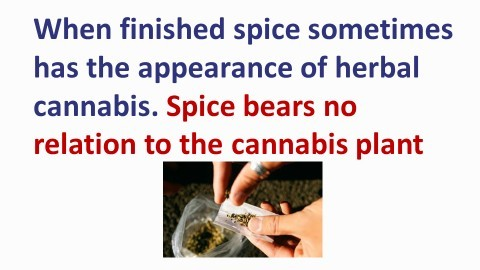 When finished spice sometimes
has the appearance of herbal
cannabis. Spice bears no
relation to the cannabis plant